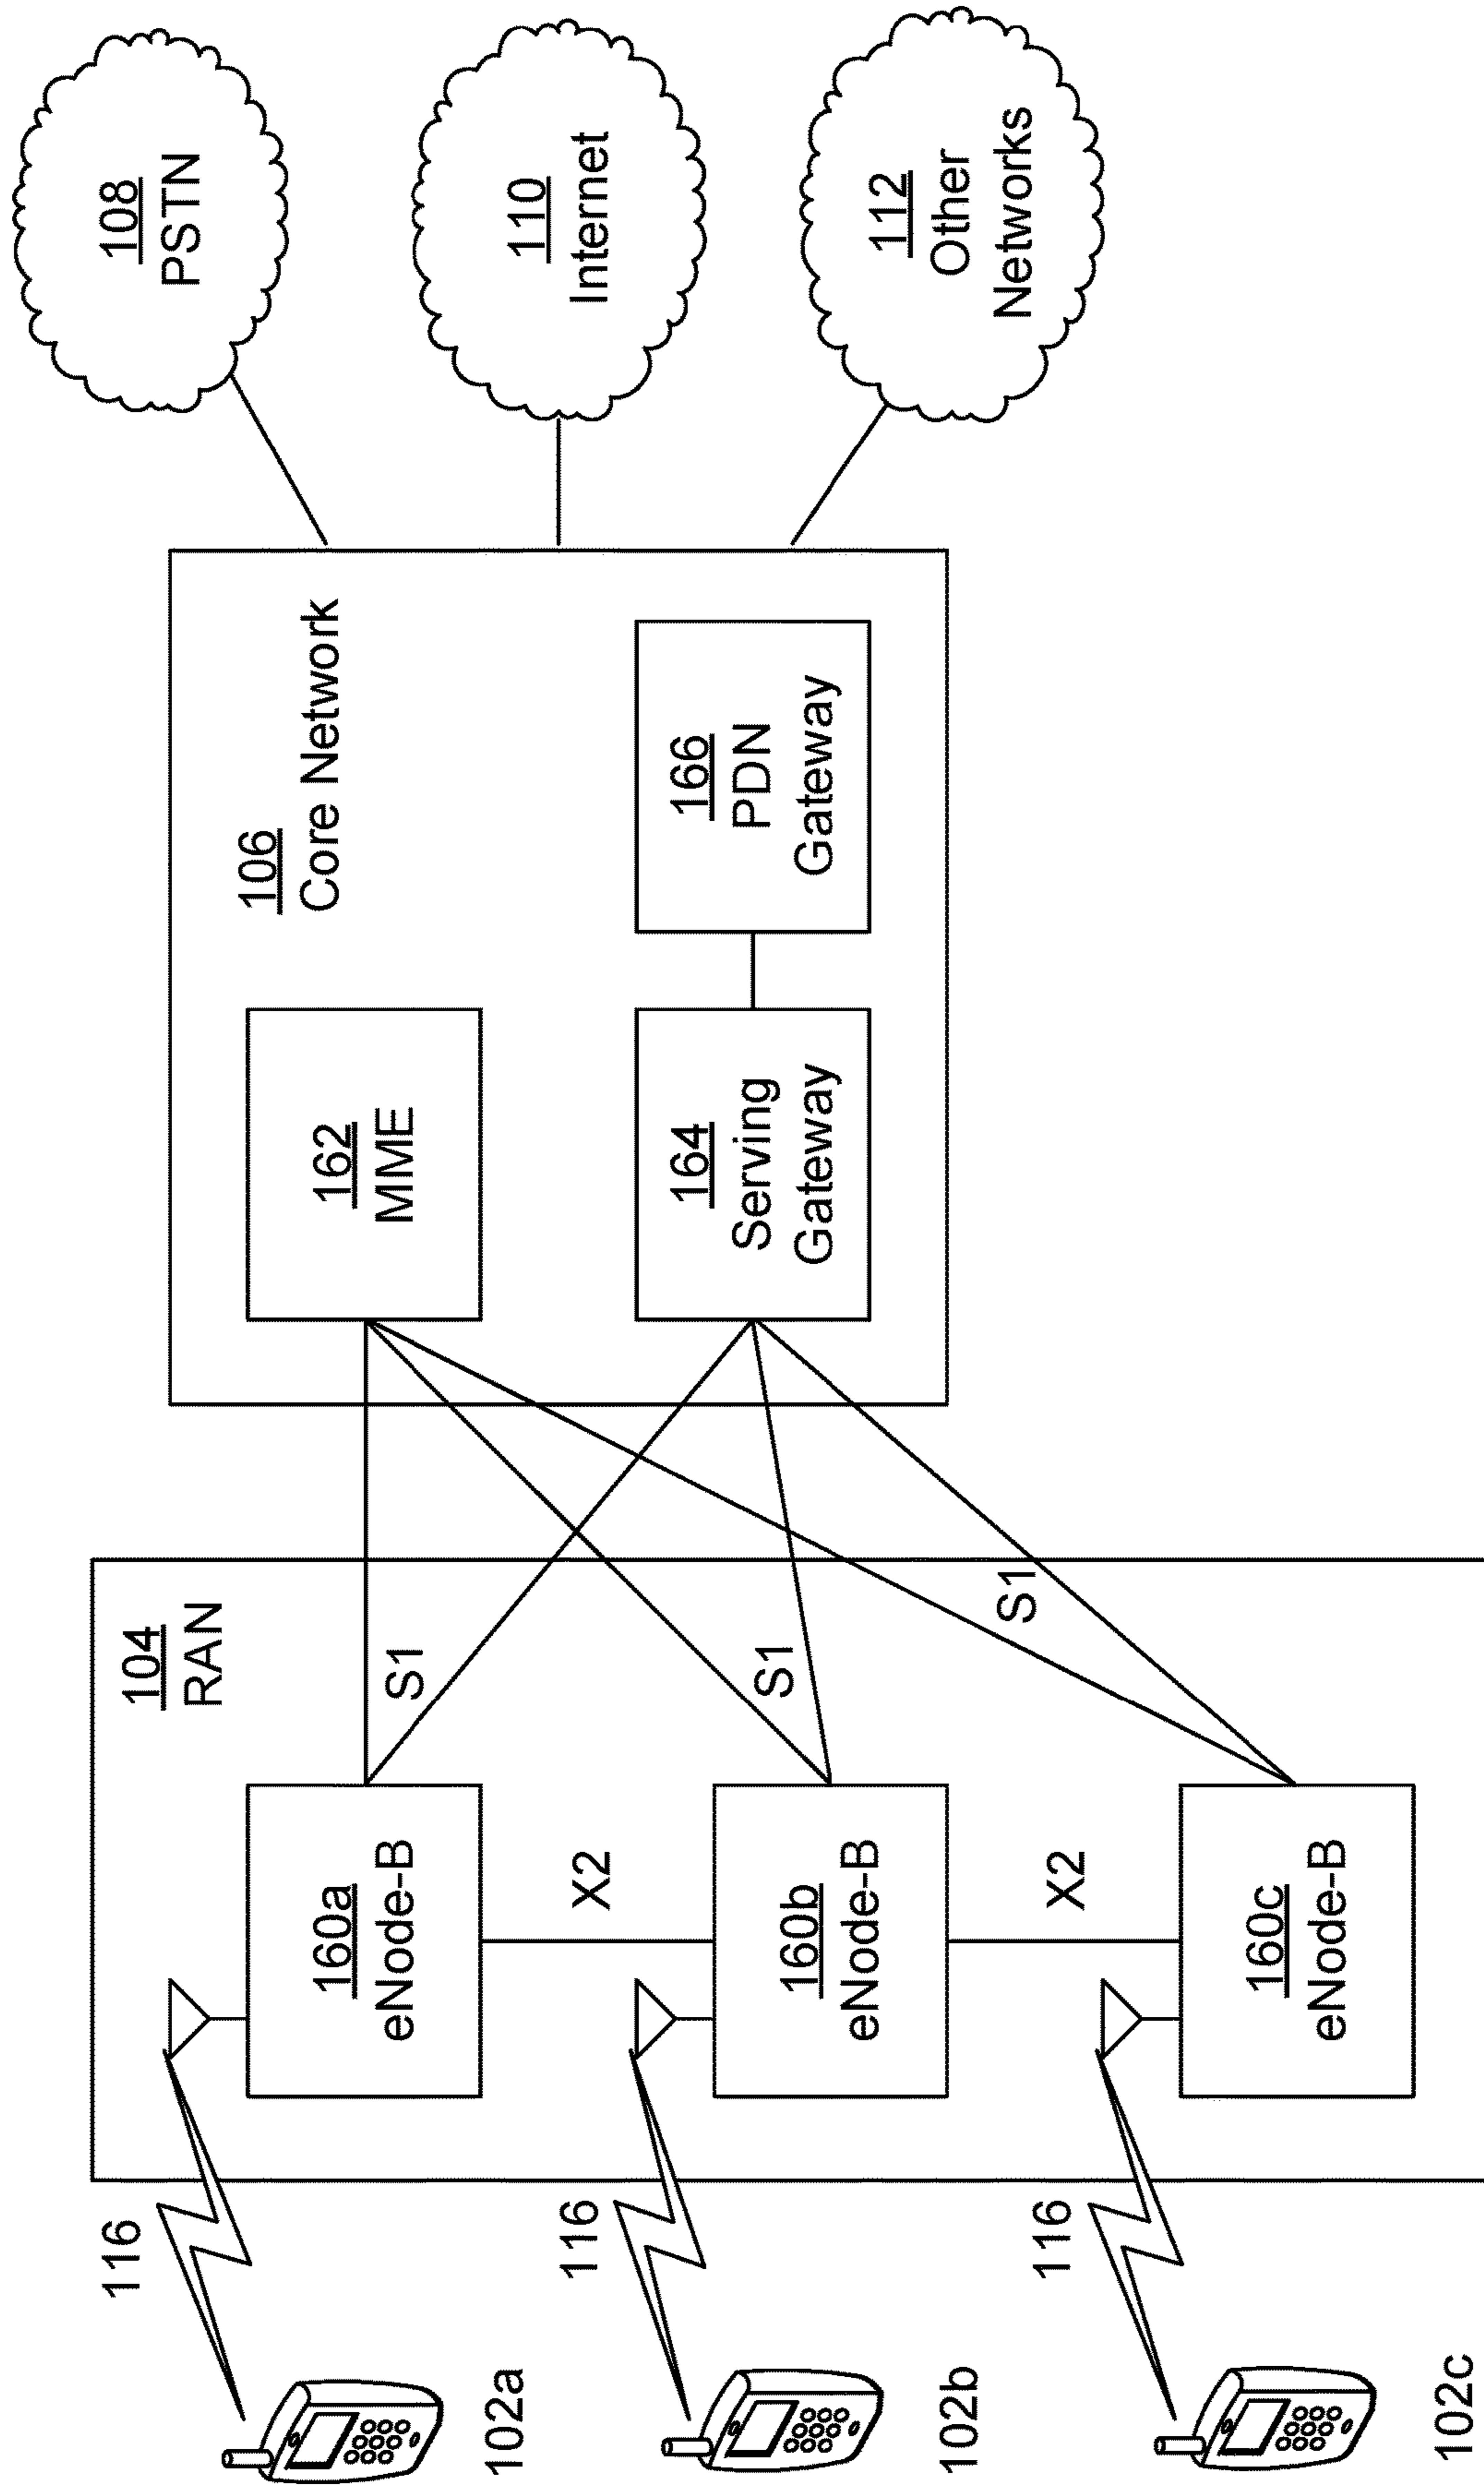 116
102a
116
102b
116
102c
104
RAN
160a
eNode-B
X2
160b
eNode-B
X2
160c
eNode-B
S1
S1
S1
106
Core Network
162
MME
164
Serving
Gateway
166
PDN
Gateway
108
PSTN
110
Internet
112
Other
Networks